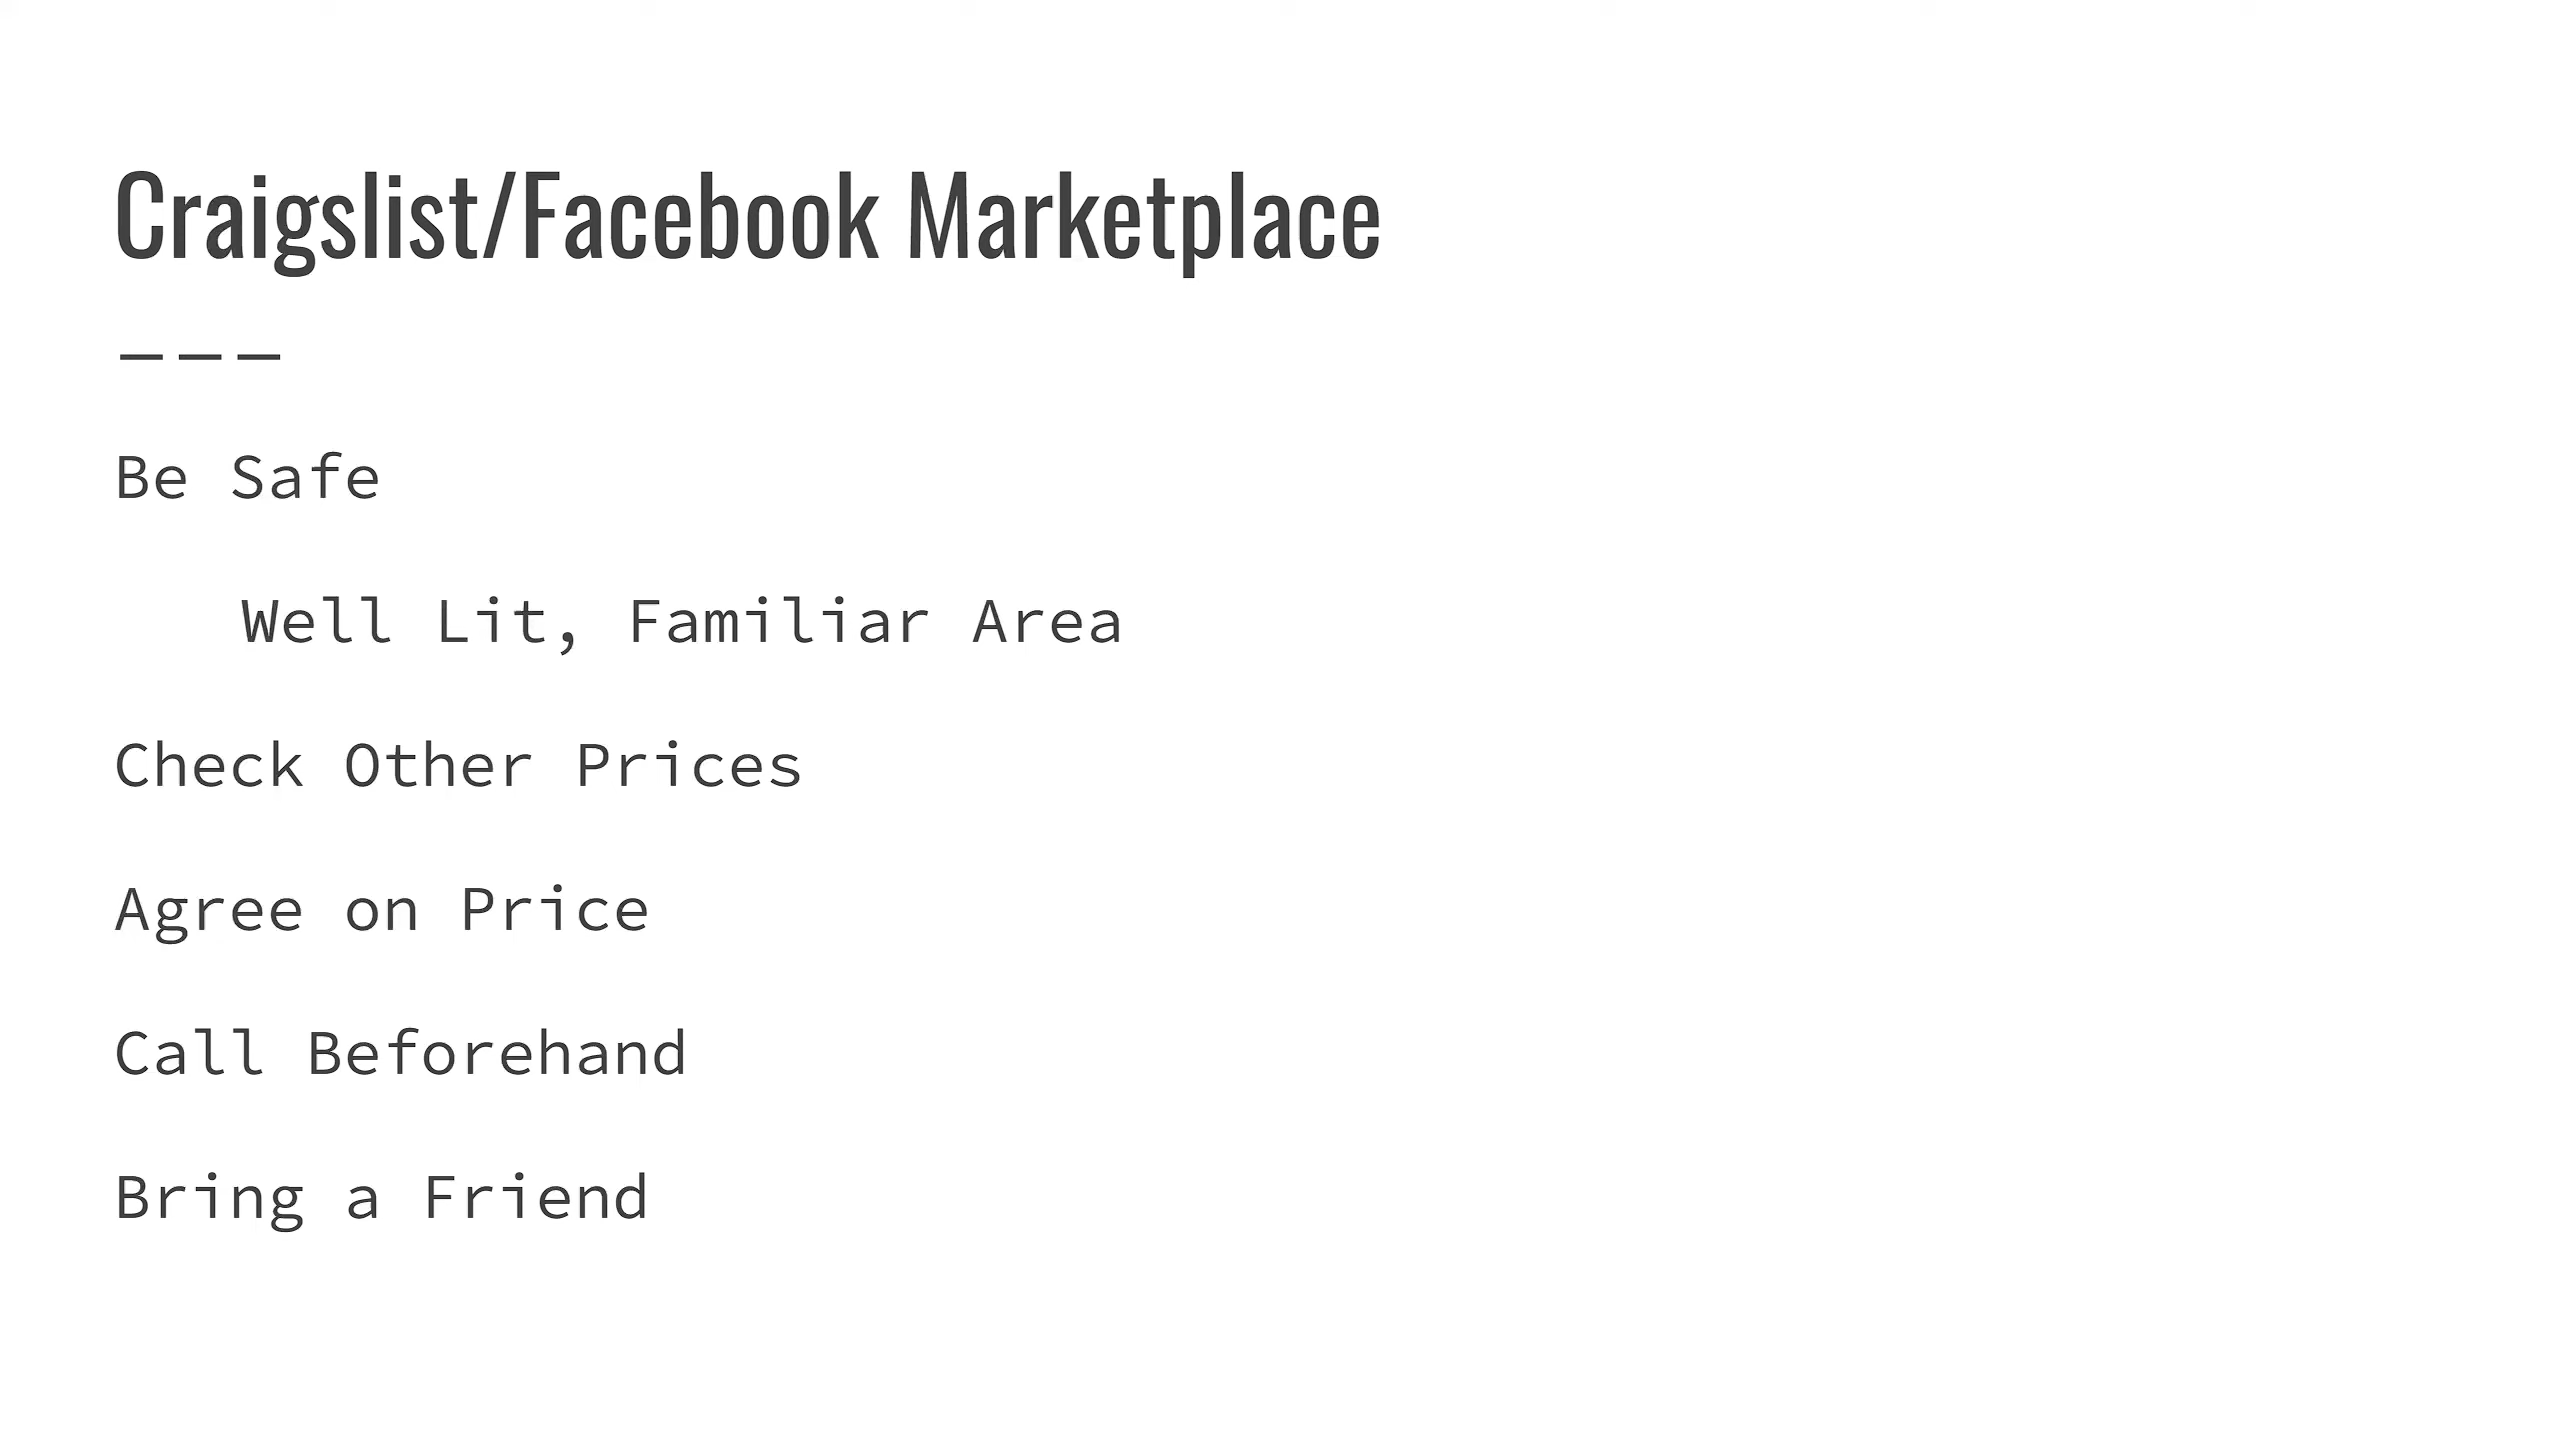 Craigslist/Facebook Marketplace
Be Safe
Well Lit, Familiar Area
Check Other Prices
Agree on Price
Call Beforehand
Bring a Friend